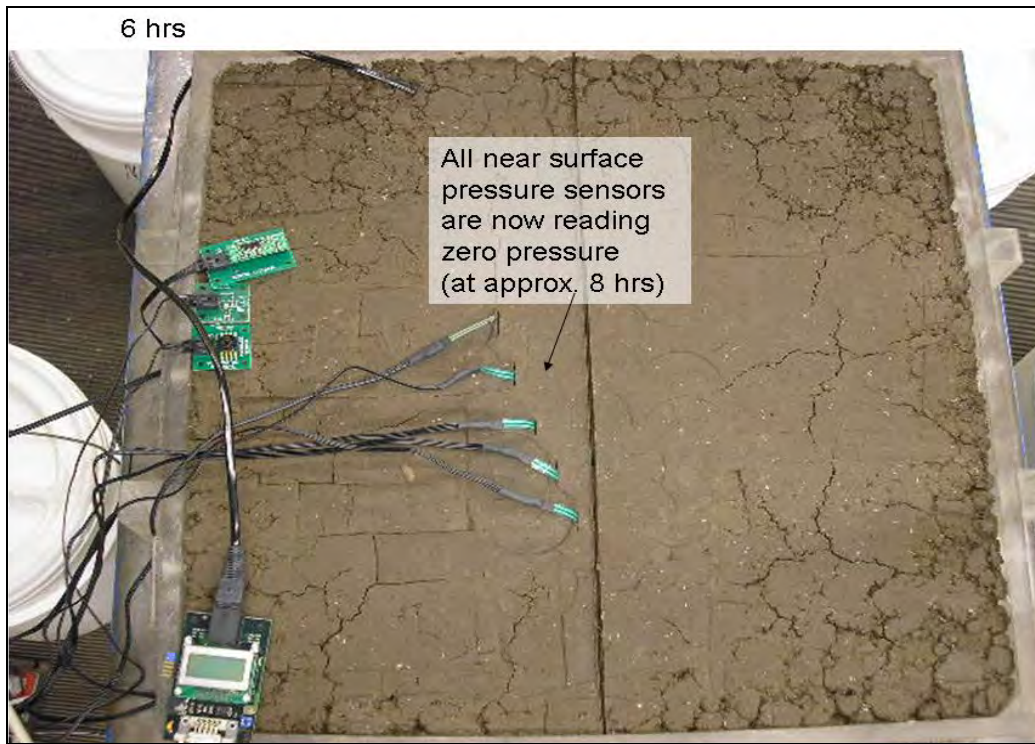 6 hrs
All near surface
pressure sensors
are now reading
zero pressure
(at approx. 8 hrs)